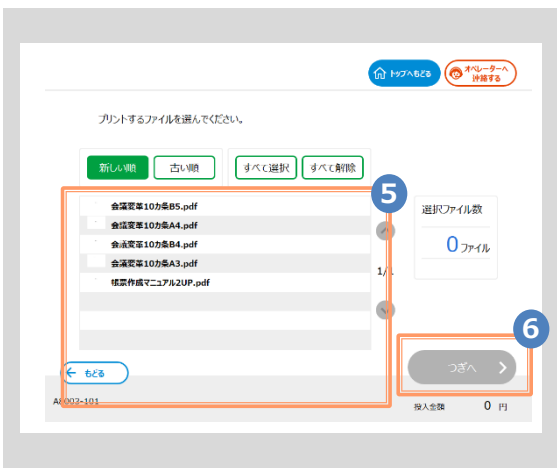 トップへもどる
オペレーターへ
連絡する
プリントするファイルを選んでください。
新しい順
古い順
すべて選択
すべて解除
5
会議変革10カ条B5.pdf
会議変革10カ条A4.pdf
会議変革10カ条B4.pdf
会議変革10カ条A3.pdf
帳票作成マニュアル2UP.pdf
1/1
選択ファイル数
0ファイル
6
もどる
つぎへ
A8003-101
投入金額 0 円